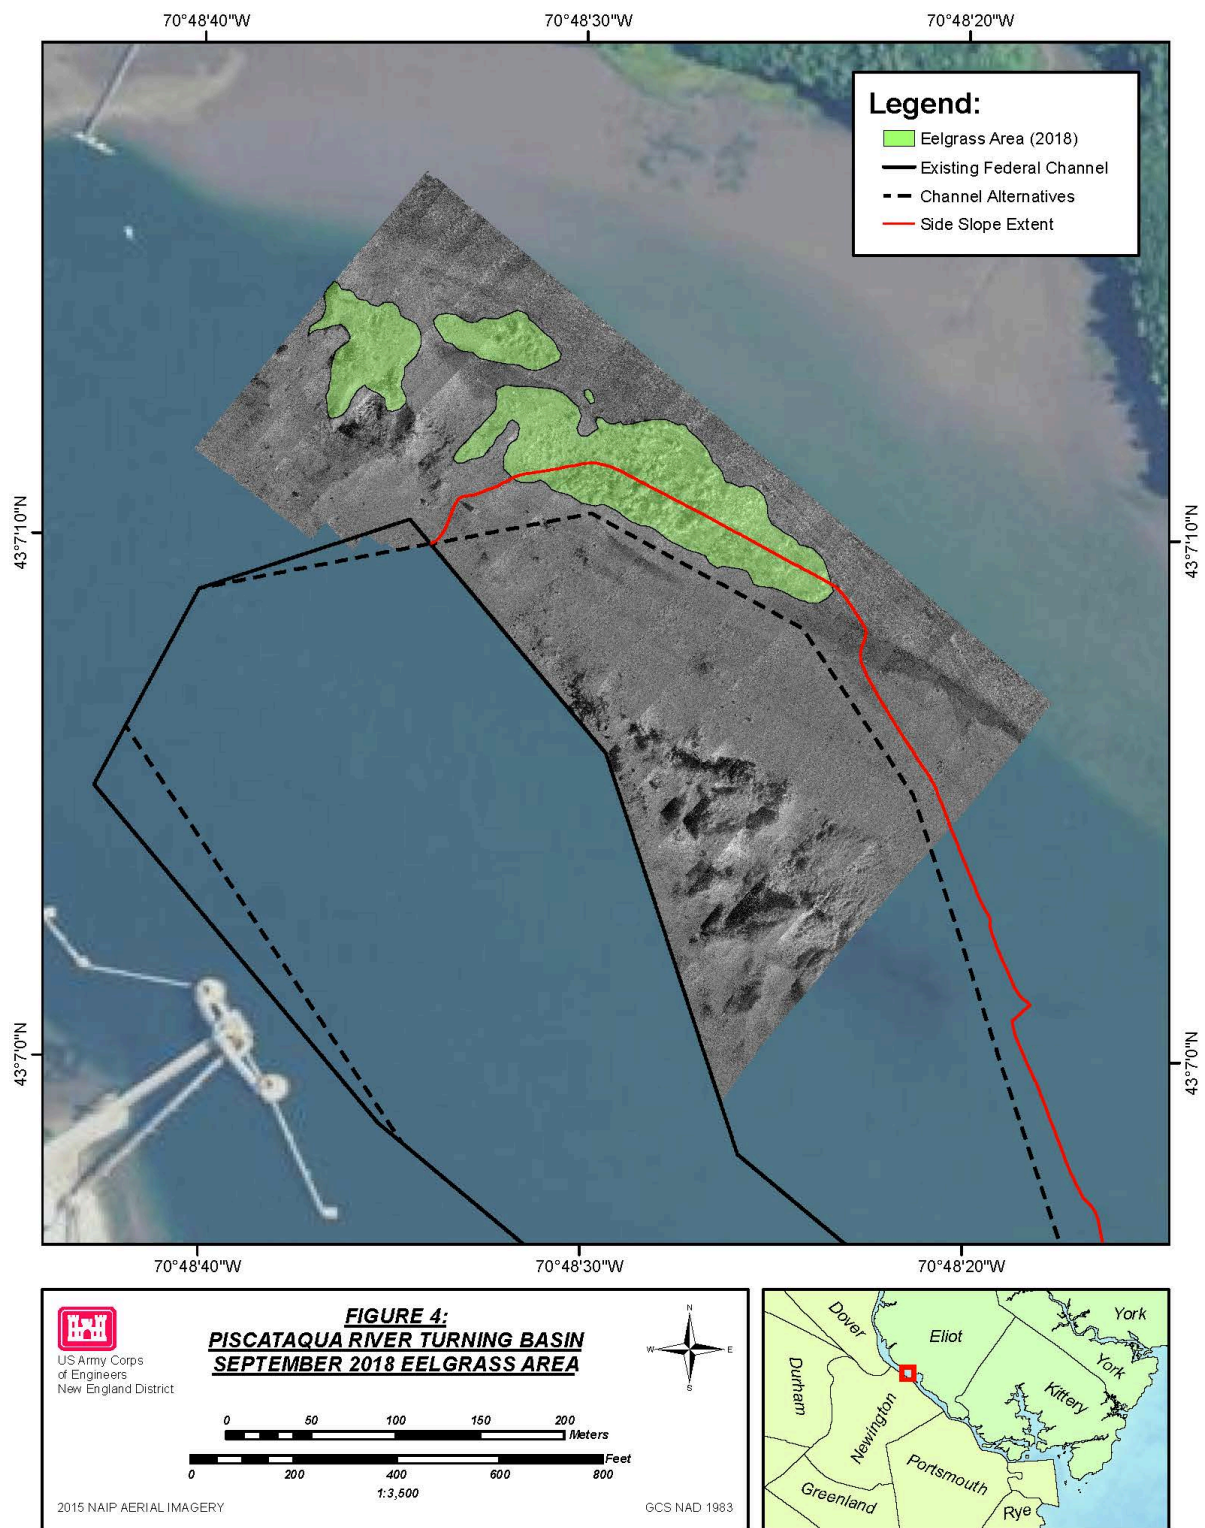 70°48'40"W
70°48'30"W
70°48'20"W
Legend:
Eelgrass Area (2018)
Existing Federal Channel
Channel Alternatives
Side Slope Extent
43°7'10"N
43°7'10"N
43°7'0"N
43°7'0"N
70°48'40"W
70°48'30"W
70°48'20"W
US Army Corps
of Engineers
New England District
FIGURE 4:
PISCATAQUA RIVER TURNING BASIN
SEPTEMBER 2018 EELGRASS AREA
N
W
E
S
0 50 100 150 200
Meters
Feet
0 200 400 600 800
1:3,500
2015 NAIP AERIAL IMAGERY
GCS NAD 1983
Dover
Eliot
York
York
Durham
Kittery
Newington
Portsmouth
Greenland
Rye